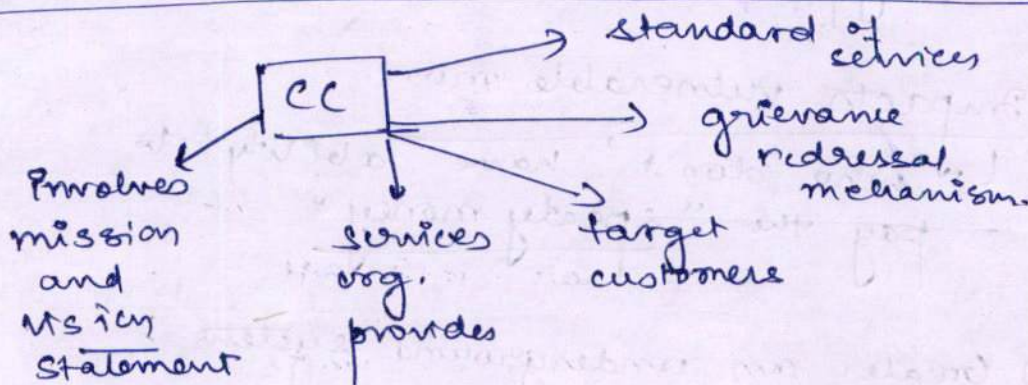 CC
standard of
services
grievance
redressal
mechanism.
target
customers
services
org.
provides
Involves
mission
and
vision
statement